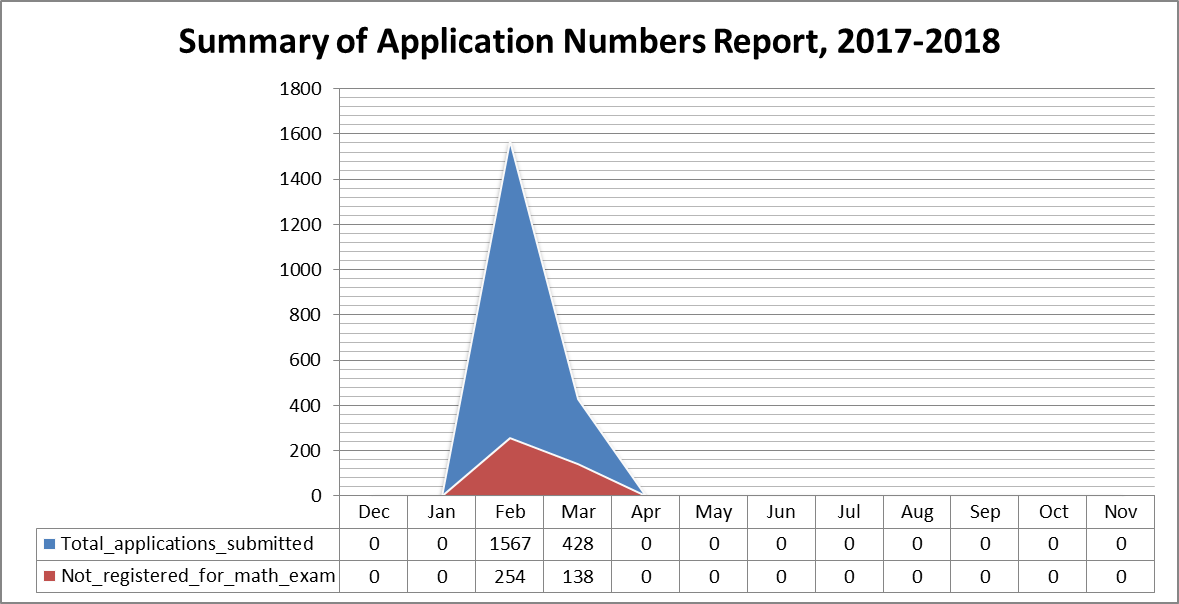 Summary of Application Numbers Report, 2017-2018
1800
1600
1400
1200
1000
800
600
400
200
0
Dec Jan Feb Mar Apr May Jun Jul Aug Sep Oct Nov
Total_applications_submitted 0 0 1567 428 0 0 0 0 0 0 0 0
Not_registered_for_math_exam 0 0 254 138 0 0 0 0 0 0 0 0